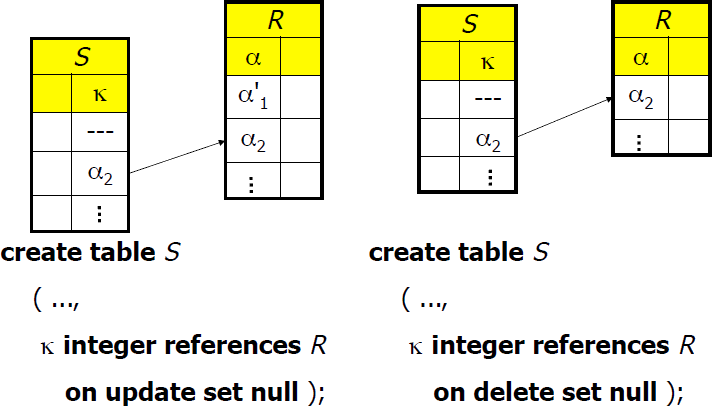 S
κ
---
α2
⋮
R
α
α'1
α2
⋮
create table S
( ...,
κ integer references R
on update set null );
S
κ
---
α2
⋮
R
α
α2
⋮
create table S
( ...,
κ integer references R
on delete set null );